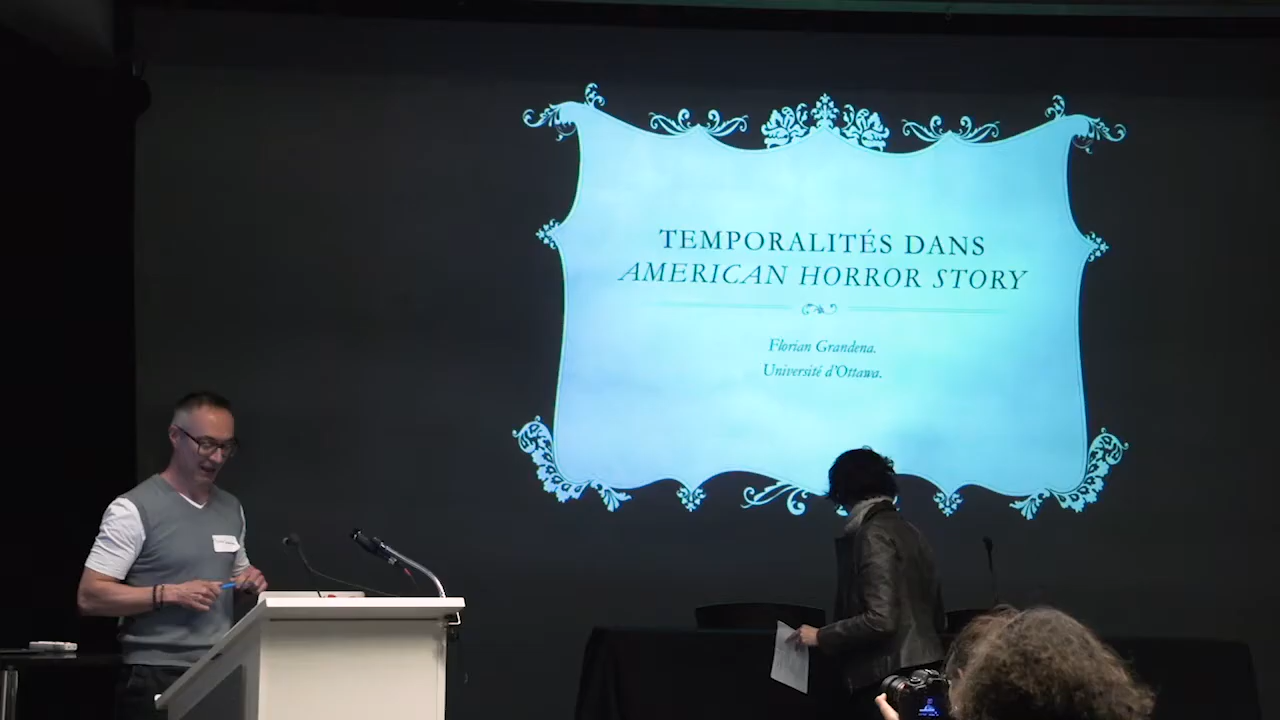 TEMPORALITÉS DANS
AMERICAN HORROR STORY
Florian Grandena.
Université d'Ottawa.